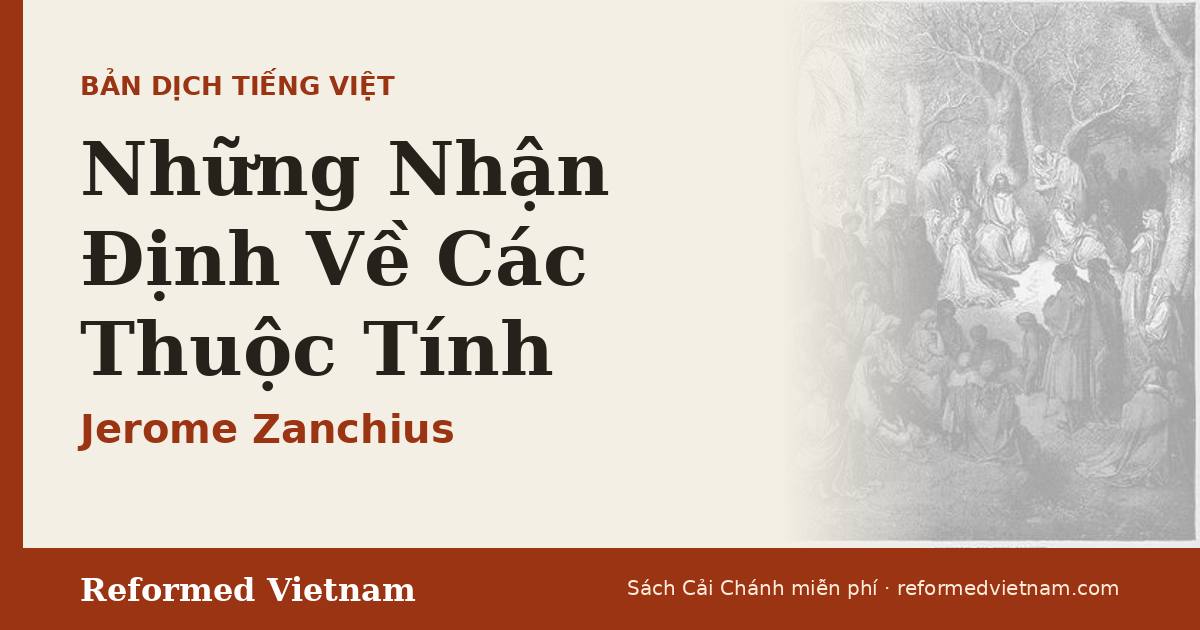 BẢN DỊCH TIẾNG VIỆT
Những Nhận
Định Về Các
Thuộc Tính
Jerome Zanchius
Reformed Vietnam
Sách Cải Chánh miễn phí · reformedvietnam.com